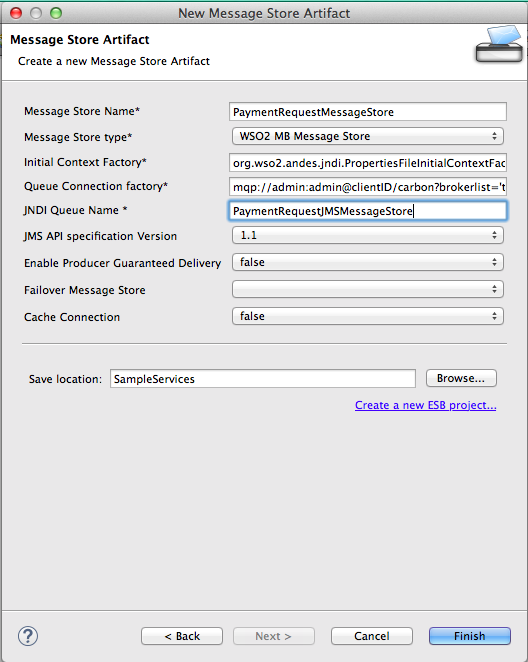 New Message Store Artifact
Message Store Artifact
Create a new Message Store Artifact
Message Store Name* PaymentRequestMessageStore
Message Store type* WSO2 MB Message Store
Initial Context Factory* org.wso2.andes.jndi.PropertiesFileInitialContextFac
Queue Connection factory* mqp://admin:admin@clientID/carbon?brokerlist='t
JNDI Queue Name * PaymentRequestJMSMessageStore
JMS API specification Version 1.1
Enable Producer Guaranteed Delivery false
Failover Message Store
Cache Connection false
Save location: SampleServices Browse...
Create a new ESB project...
? < Back Next > Cancel Finish